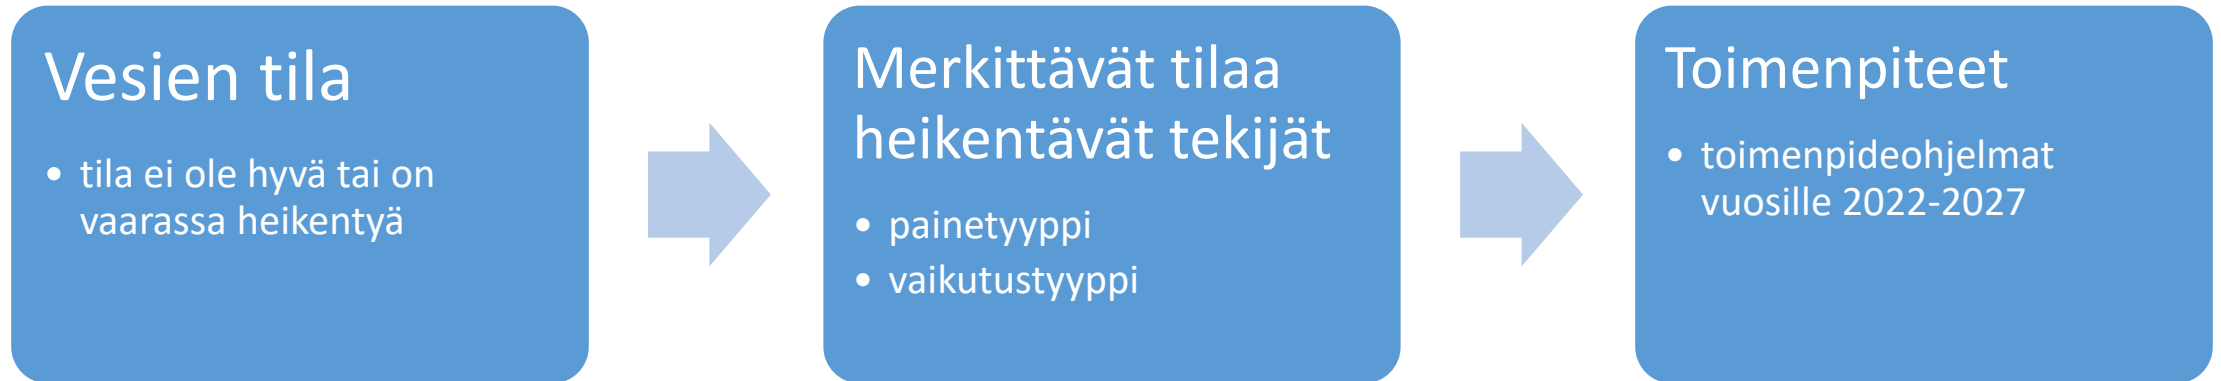 Vesien tila
• tila ei ole hyvä tai on
vaarassa heikentyä
Merkittävät tilaa
heikentävät tekijät
• painetyyppi
• vaikutustyyppi
Toimenpiteet
• toimenpideohjelmat
vuosille 2022-2027